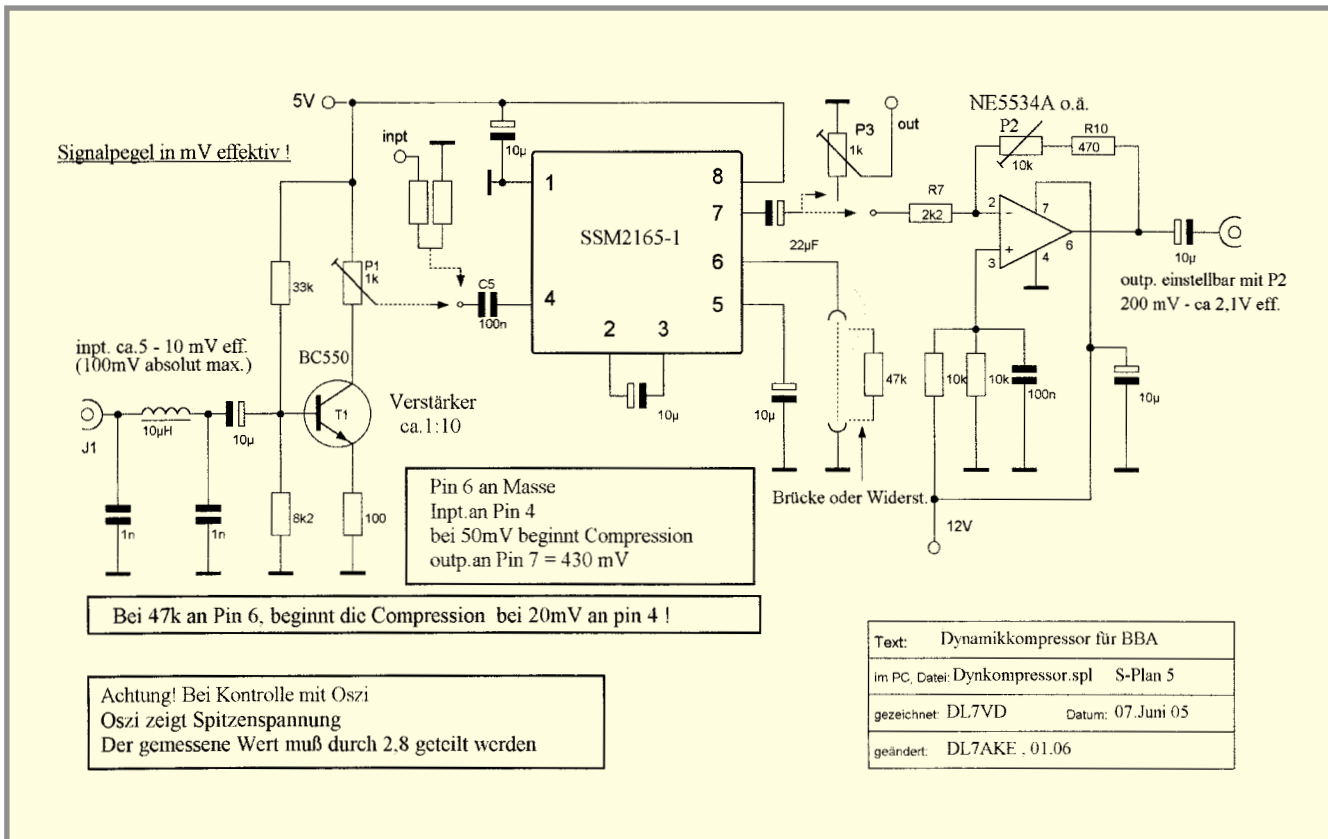 5V
Signalpegel in mV effektiv !
inpt
10µ
P3
1k
out
NE5534A o.ä.
P2
10k
R10
470
33k
P1
1k
C5
100n
1
2
3
4
5
6
7
8
SSM2165-1
10µ
22µF
R7
2k2
2
3
7
4
6
-
+
10µ
outp. einstellbar mit P2
200 mV - ca 2,1V eff.
inpt. ca.5 - 10 mV eff.
(100mV absolut max.)
BC550
T1
Verstärker
ca.1:10
J1
10µH
10µ
1n
1n
8k2
100
10µ
47k
10k
10k
100n
10µ
Brücke oder Widerst.
12V
Pin 6 an Masse
Inpt.an Pin 4
bei 50mV beginnt Compression
outp.an Pin 7 = 430 mV
Bei 47k an Pin 6, beginnt die Compression bei 20mV an pin 4 !
Achtung! Bei Kontrolle mit Oszi
Oszi zeigt Spitzenspannung
Der gemessene Wert muß durch 2,8 geteilt werden
Text: Dynamikkompressor für BBA
im PC, Datei: Dynkompressor.spl S-Plan 5
gezeichnet: DL7VD Datum: 07.Juni 05
geändert: DL7AKE , 01.06